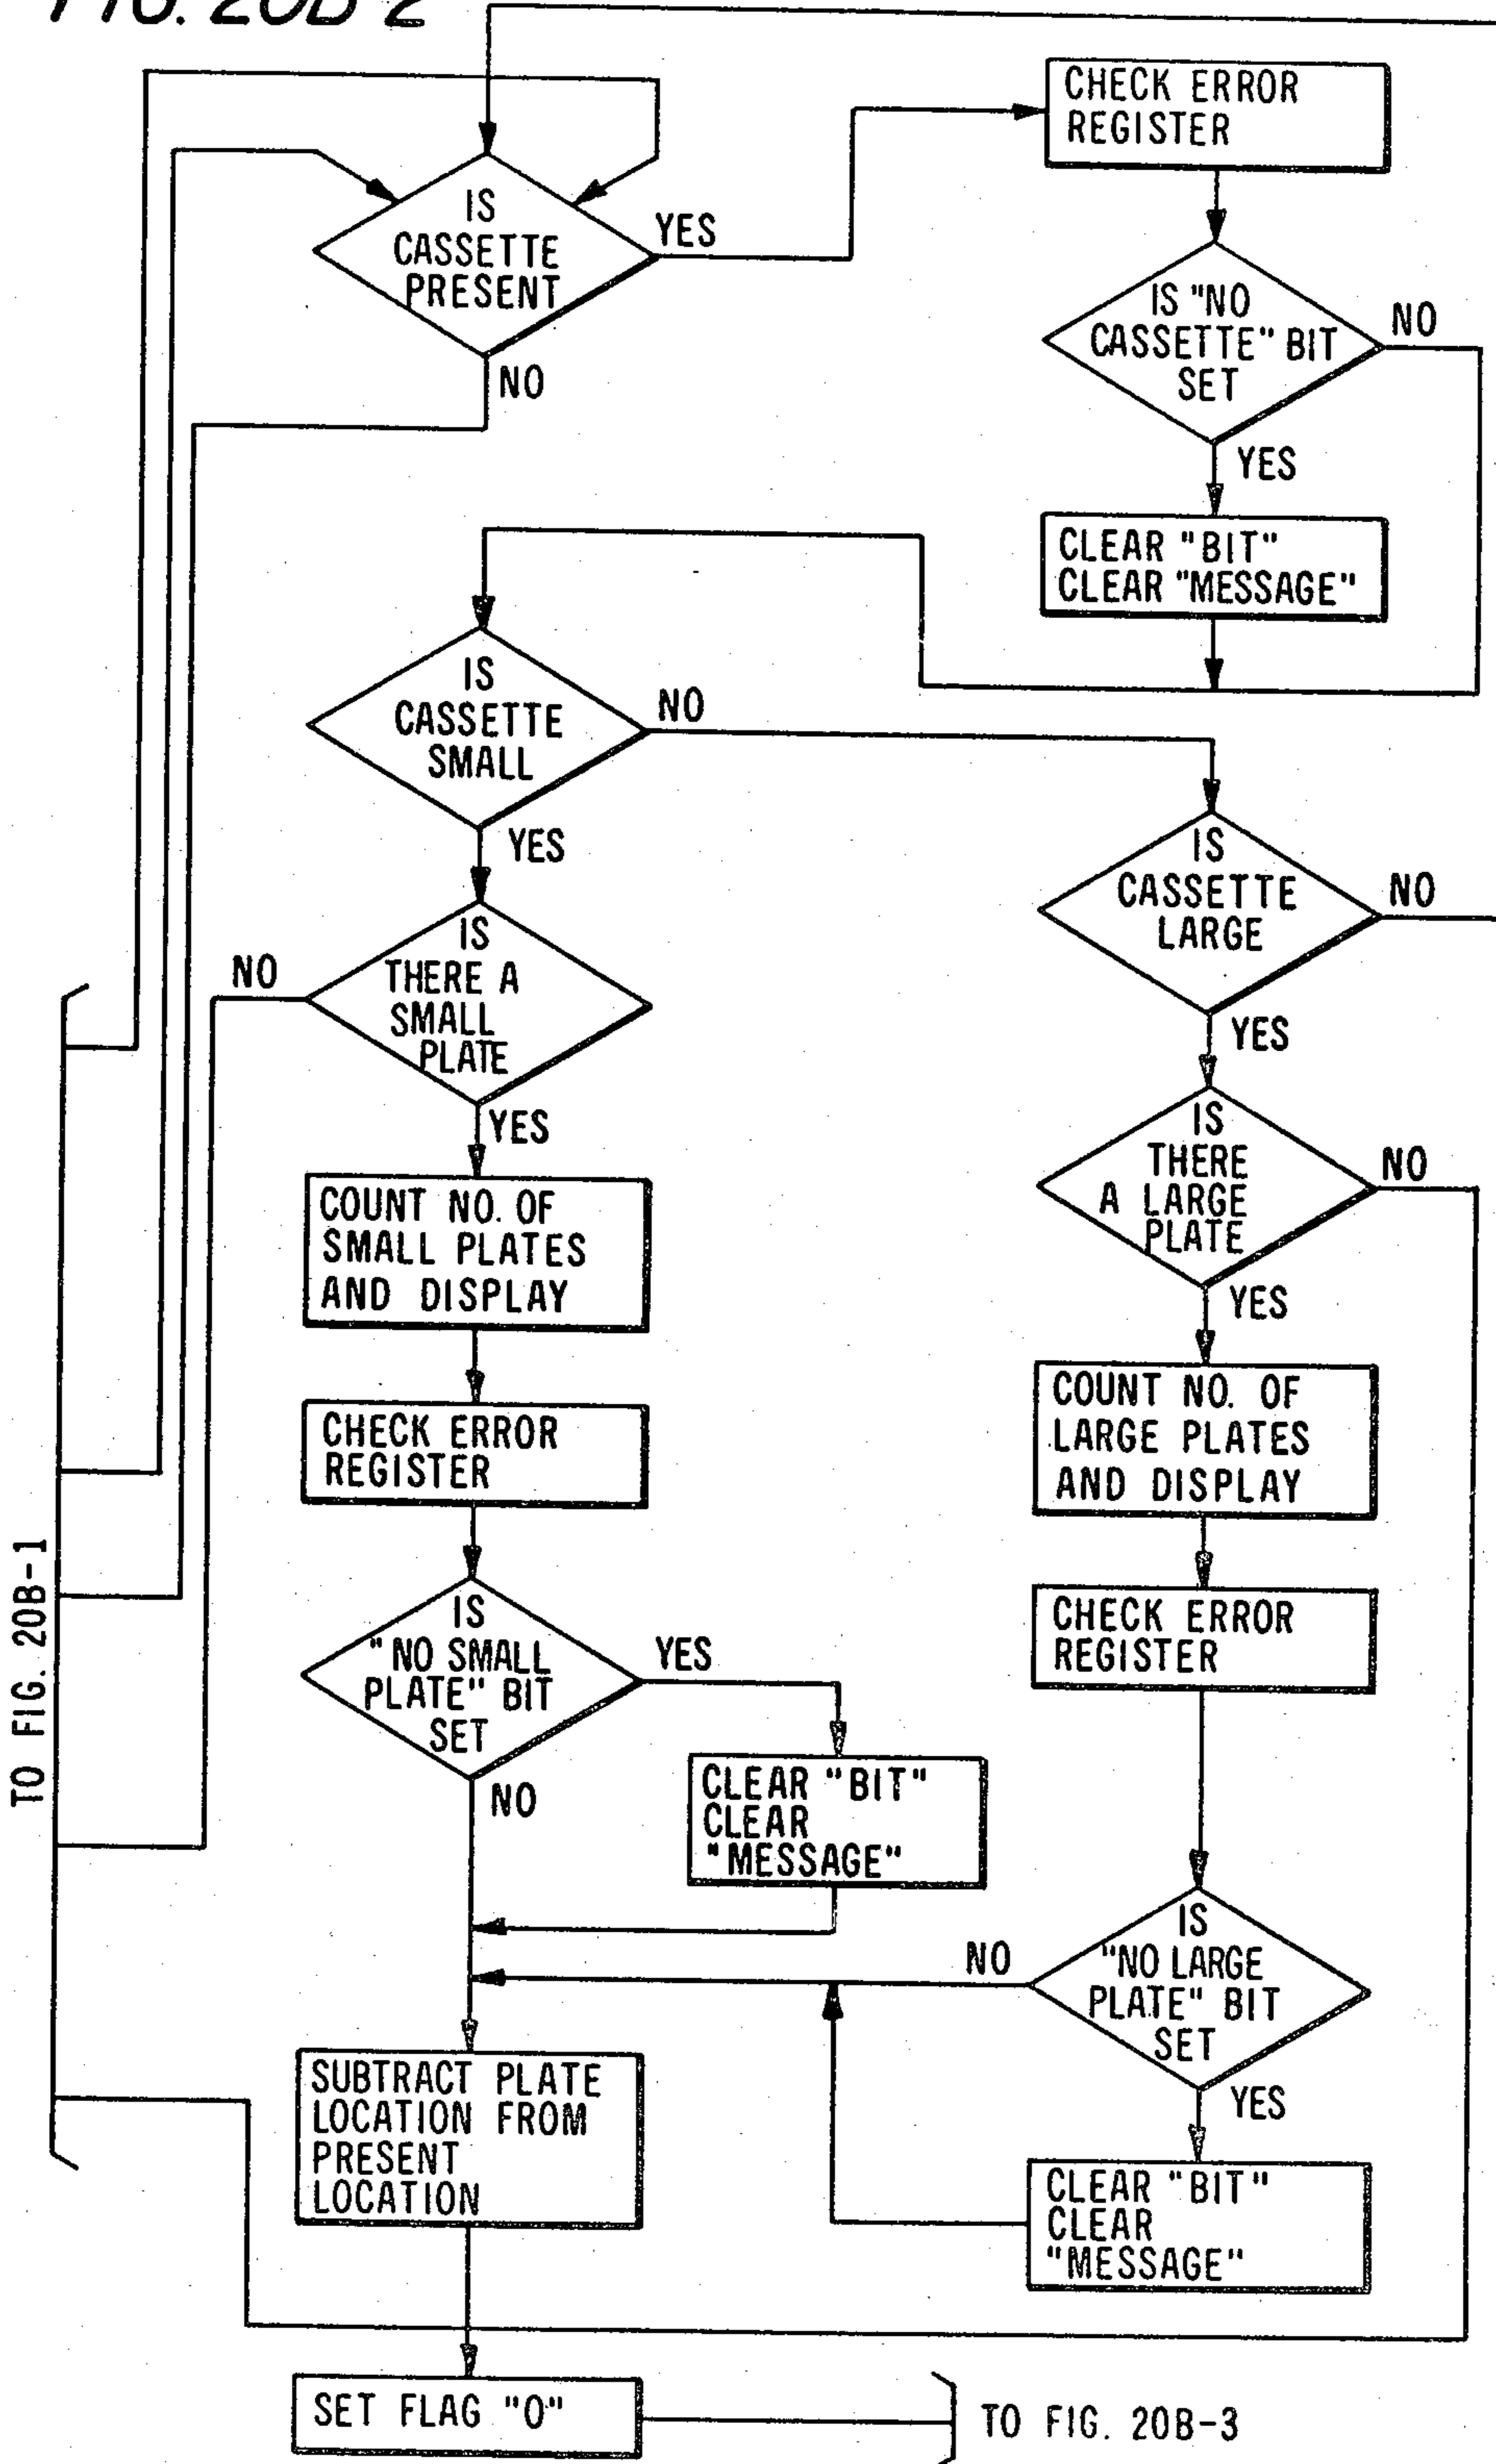 FIG. 20B-2
CHECK ERROR
REGISTER
IS
CASSETTE
PRESENT
YES
NO
IS "NO
CASSETTE" BIT
SET
NO
YES
CLEAR "BIT"
CLEAR "MESSAGE"
IS
CASSETTE
SMALL
NO
YES
IS
CASSETTE
LARGE
NO
YES
IS
THERE A
SMALL
PLATE
NO
YES
IS
THERE
A LARGE
PLATE
NO
YES
COUNT NO. OF
SMALL PLATES
AND DISPLAY
COUNT NO. OF
LARGE PLATES
AND DISPLAY
CHECK ERROR
REGISTER
CHECK ERROR
REGISTER
TO FIG. 20B-1
IS
"NO SMALL
PLATE" BIT
SET
YES
NO
CLEAR "BIT"
CLEAR
"MESSAGE"
IS
"NO LARGE
PLATE" BIT
SET
NO
YES
CLEAR "BIT"
CLEAR
"MESSAGE"
SUBTRACT PLATE
LOCATION FROM
PRESENT
LOCATION
SET FLAG "0"
TO FIG. 20B-3